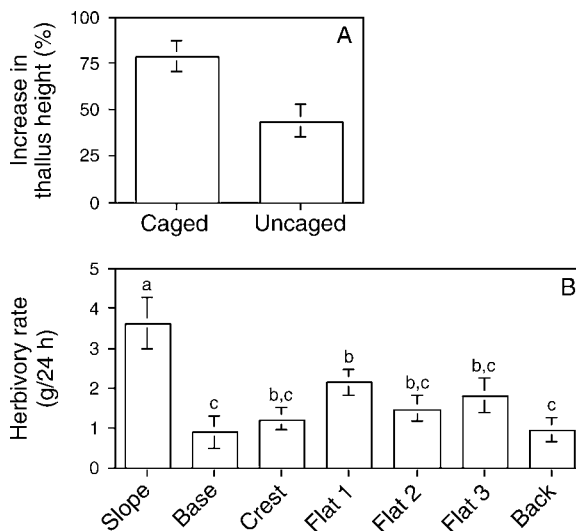 A
Increase in
thallus height (%)
100
75
50
25
0
Caged Uncaged
B
Herbivory rate
(g/24 h)
5
4
3
2
1
0
a
c
b,c
b
b,c
b,c
c
Slope Base Crest Flat 1 Flat 2 Flat 3 Back